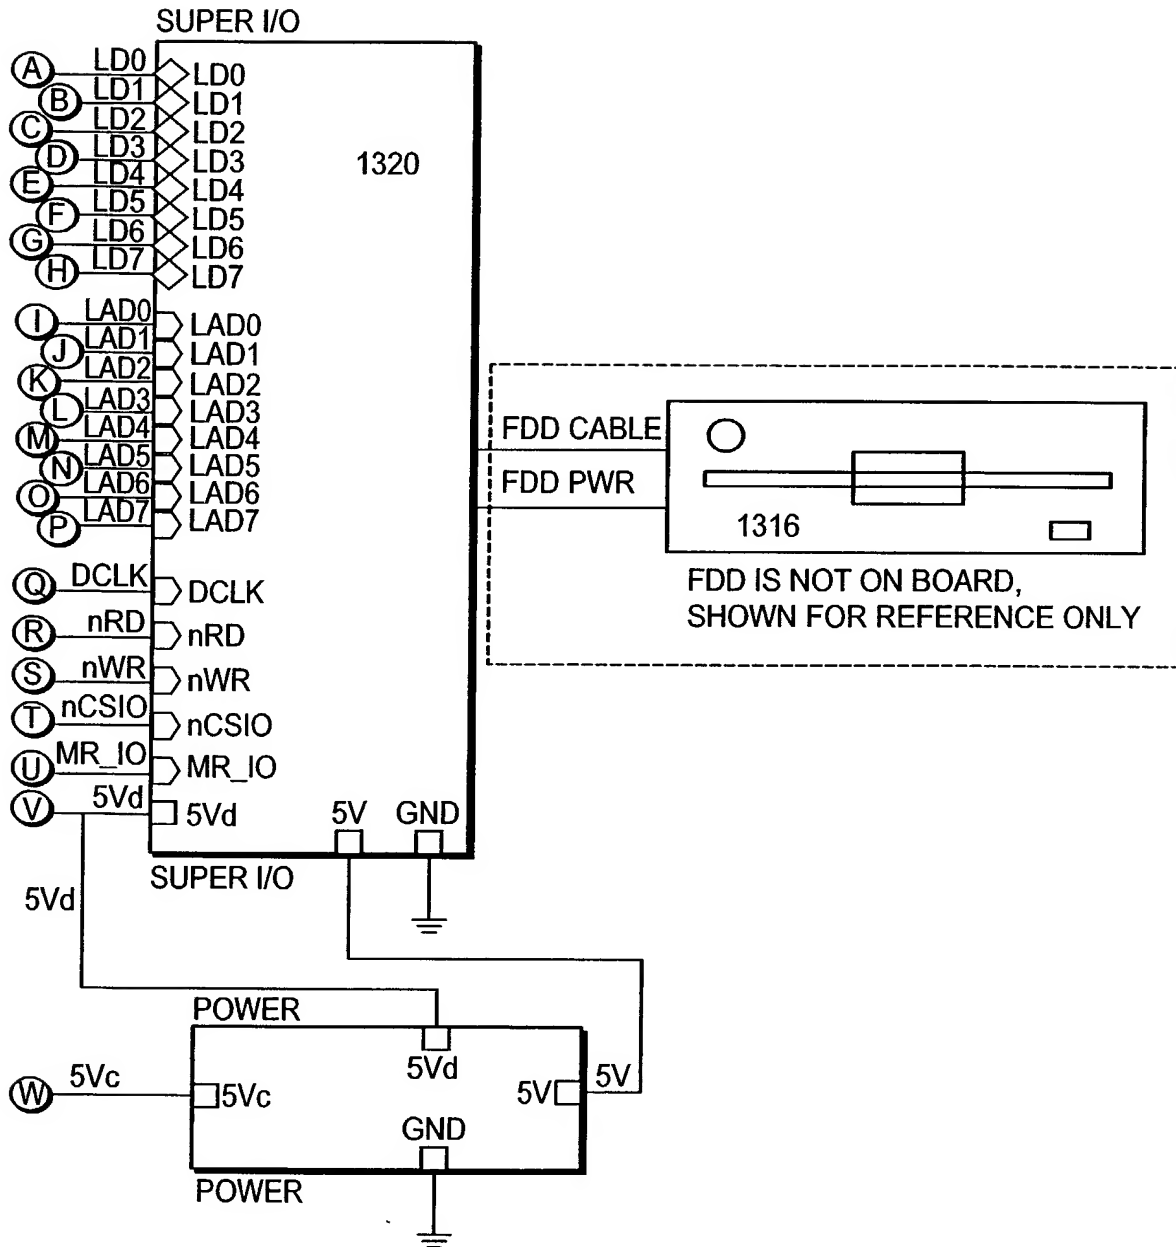 SUPER I/O
A LD0 LD0
B LD1 LD1
C LD2 LD2
D LD3 LD3
E LD4 LD4
F LD5 LD5
G LD6 LD6
H LD7 LD7
1320
I LAD0 LAD0
J LAD1 LAD1
K LAD2 LAD2
L LAD3 LAD3
M LAD4 LAD4
N LAD5 LAD5
O LAD6 LAD6
P LAD7 LAD7
FDD CABLE
FDD PWR
1316
FDD IS NOT ON BOARD,
SHOWN FOR REFERENCE ONLY
Q DCLK DCLK
R nRD nRD
S nWR nWR
T nCSIO nCSIO
U MR_IO MR_IO
V 5Vd 5Vd
5V GND
SUPER I/O
5Vd
POWER
5Vd
W 5Vc 5Vc
5V 5V
GND
POWER